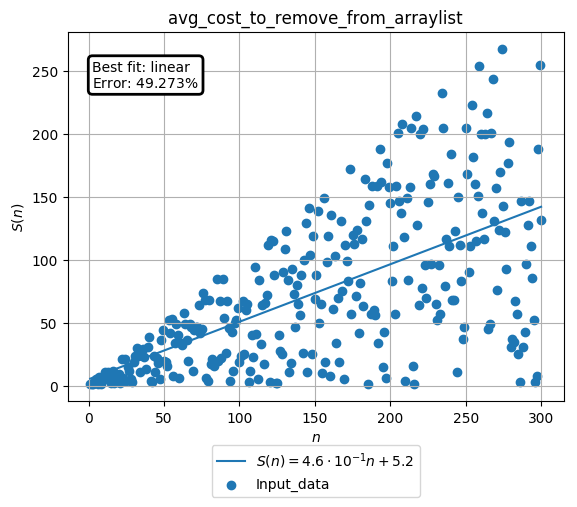 avg_cost_to_remove_from_arraylist
Best fit: linear
Error: 49.273%
S(n)
250
200
150
100
50
0
0 50 100 150 200 250 300
n
S(n) = 4.6 · 10⁻¹n + 5.2
Input_data